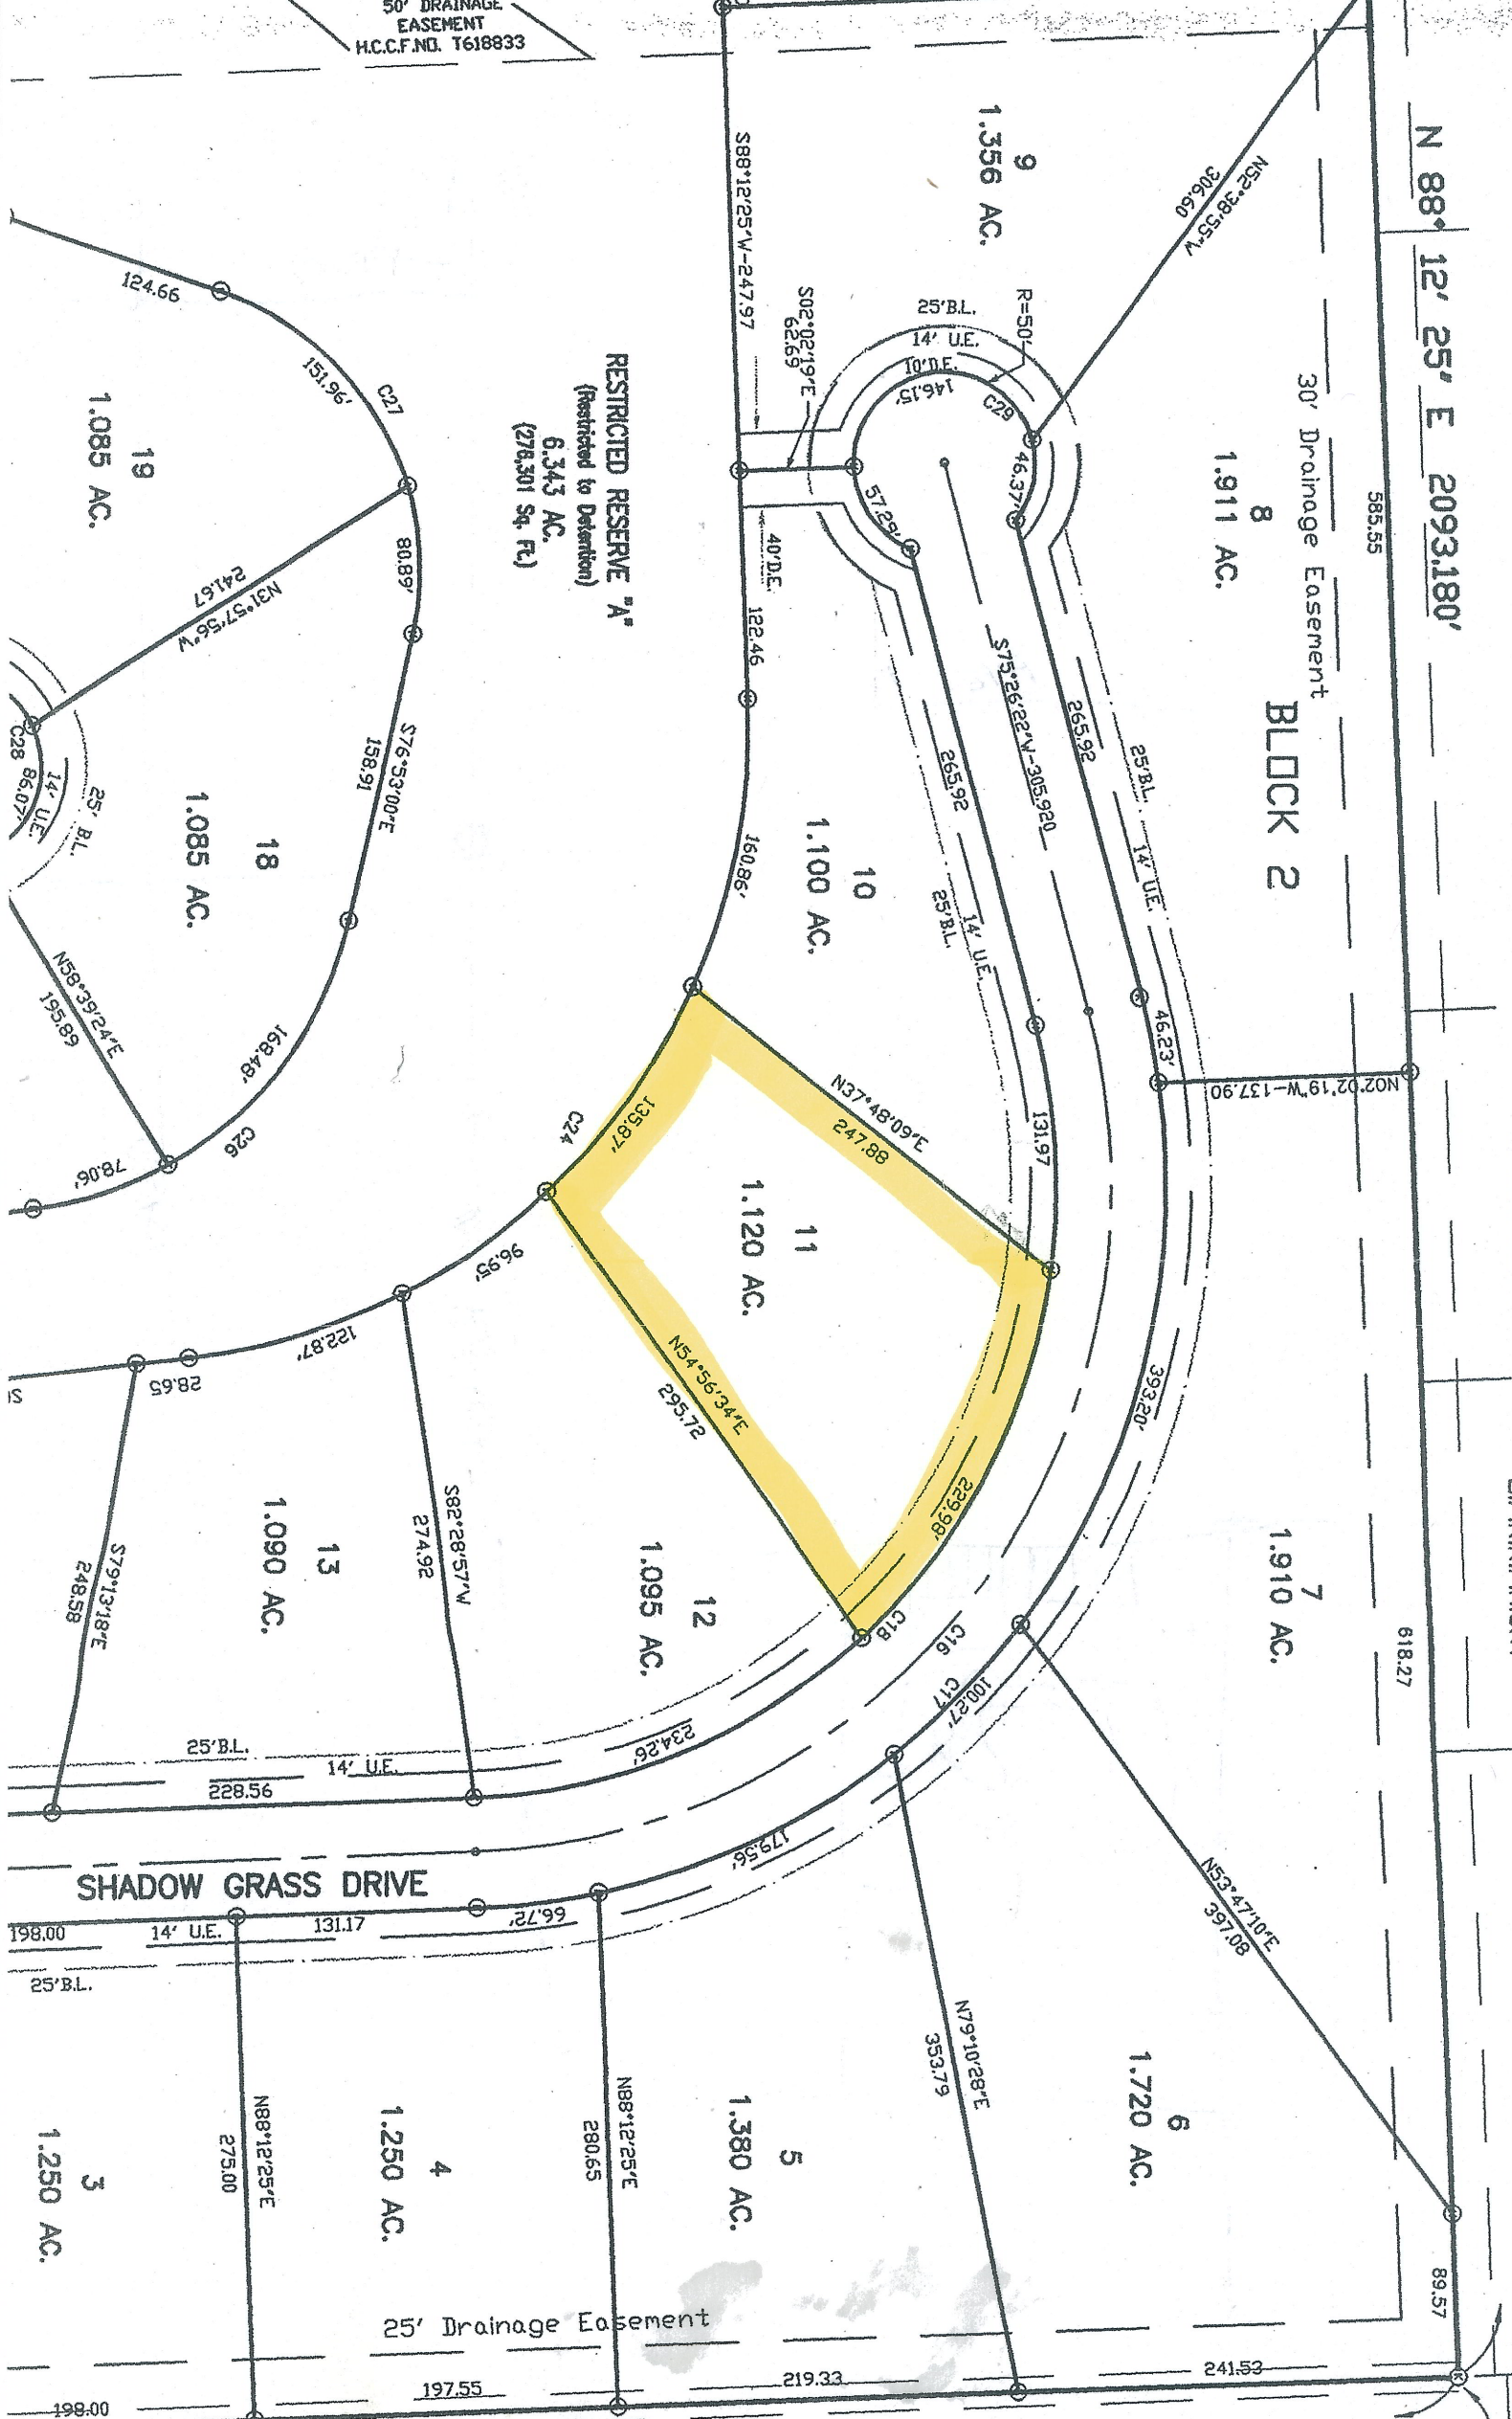 50' DRAINAGE
EASEMENT
H.C.C.F.NO. T618833
N 88° 12' 25" E 2093.180'
9
1.356 AC.
S88°12'25"W-247.97
N52°38'55"W
306.60
124.66
151.96'
C27
19
1.085 AC.
RESTRICTED RESERVE "A"
(Restricted to Detention)
6.343 AC.
(276,301 Sq. Ft.)
S02°02'19"E
62.69
25'B.L.
14' U.E.
10'D.E.
146.15'
R=50'
C29
46.37'
57.29'
30' Drainage Easement
8
1.911 AC.
585.55
BLOCK 2
80.89'
N31°57'56"W
241.67
40'D.E.
122.46
S75°26'22"W-305.920
265.92
265.92
25'B.L.
14' U.E.
S76°53'00"E
158.91
C28
86.07'
14' U.E.
25' B.L.
18
1.085 AC.
160.86'
10
1.100 AC.
25'B.L.
14' U.E.
N58°39'24"E
195.89
168.48'
C26
78.06'
46.23'
N02°02'19"W-137.90
131.97
N37°48'09"E
247.88
135.87'
C24
11
1.120 AC.
96.95'
122.87'
28.65
N54°56'34"E
295.72
229.98'
393.20'
S82°28'57"W
274.92
13
1.090 AC.
S79°13'18"E
248.58
12
1.095 AC.
C18
C16
C17
100.27'
7
1.910 AC.
618.27
25'B.L.
14' U.E.
228.56
234.26'
179.56'
SHADOW GRASS DRIVE
198.00
14' U.E.
131.17
66.72'
25'B.L.
N53°47'10"E
397.08
N79°10'28"E
353.79
6
1.720 AC.
N88°12'25"E
275.00
N88°12'25"E
280.65
3
1.250 AC.
4
1.250 AC.
5
1.380 AC.
89.57
25' Drainage Easement
198.00
197.55
219.33
241.53